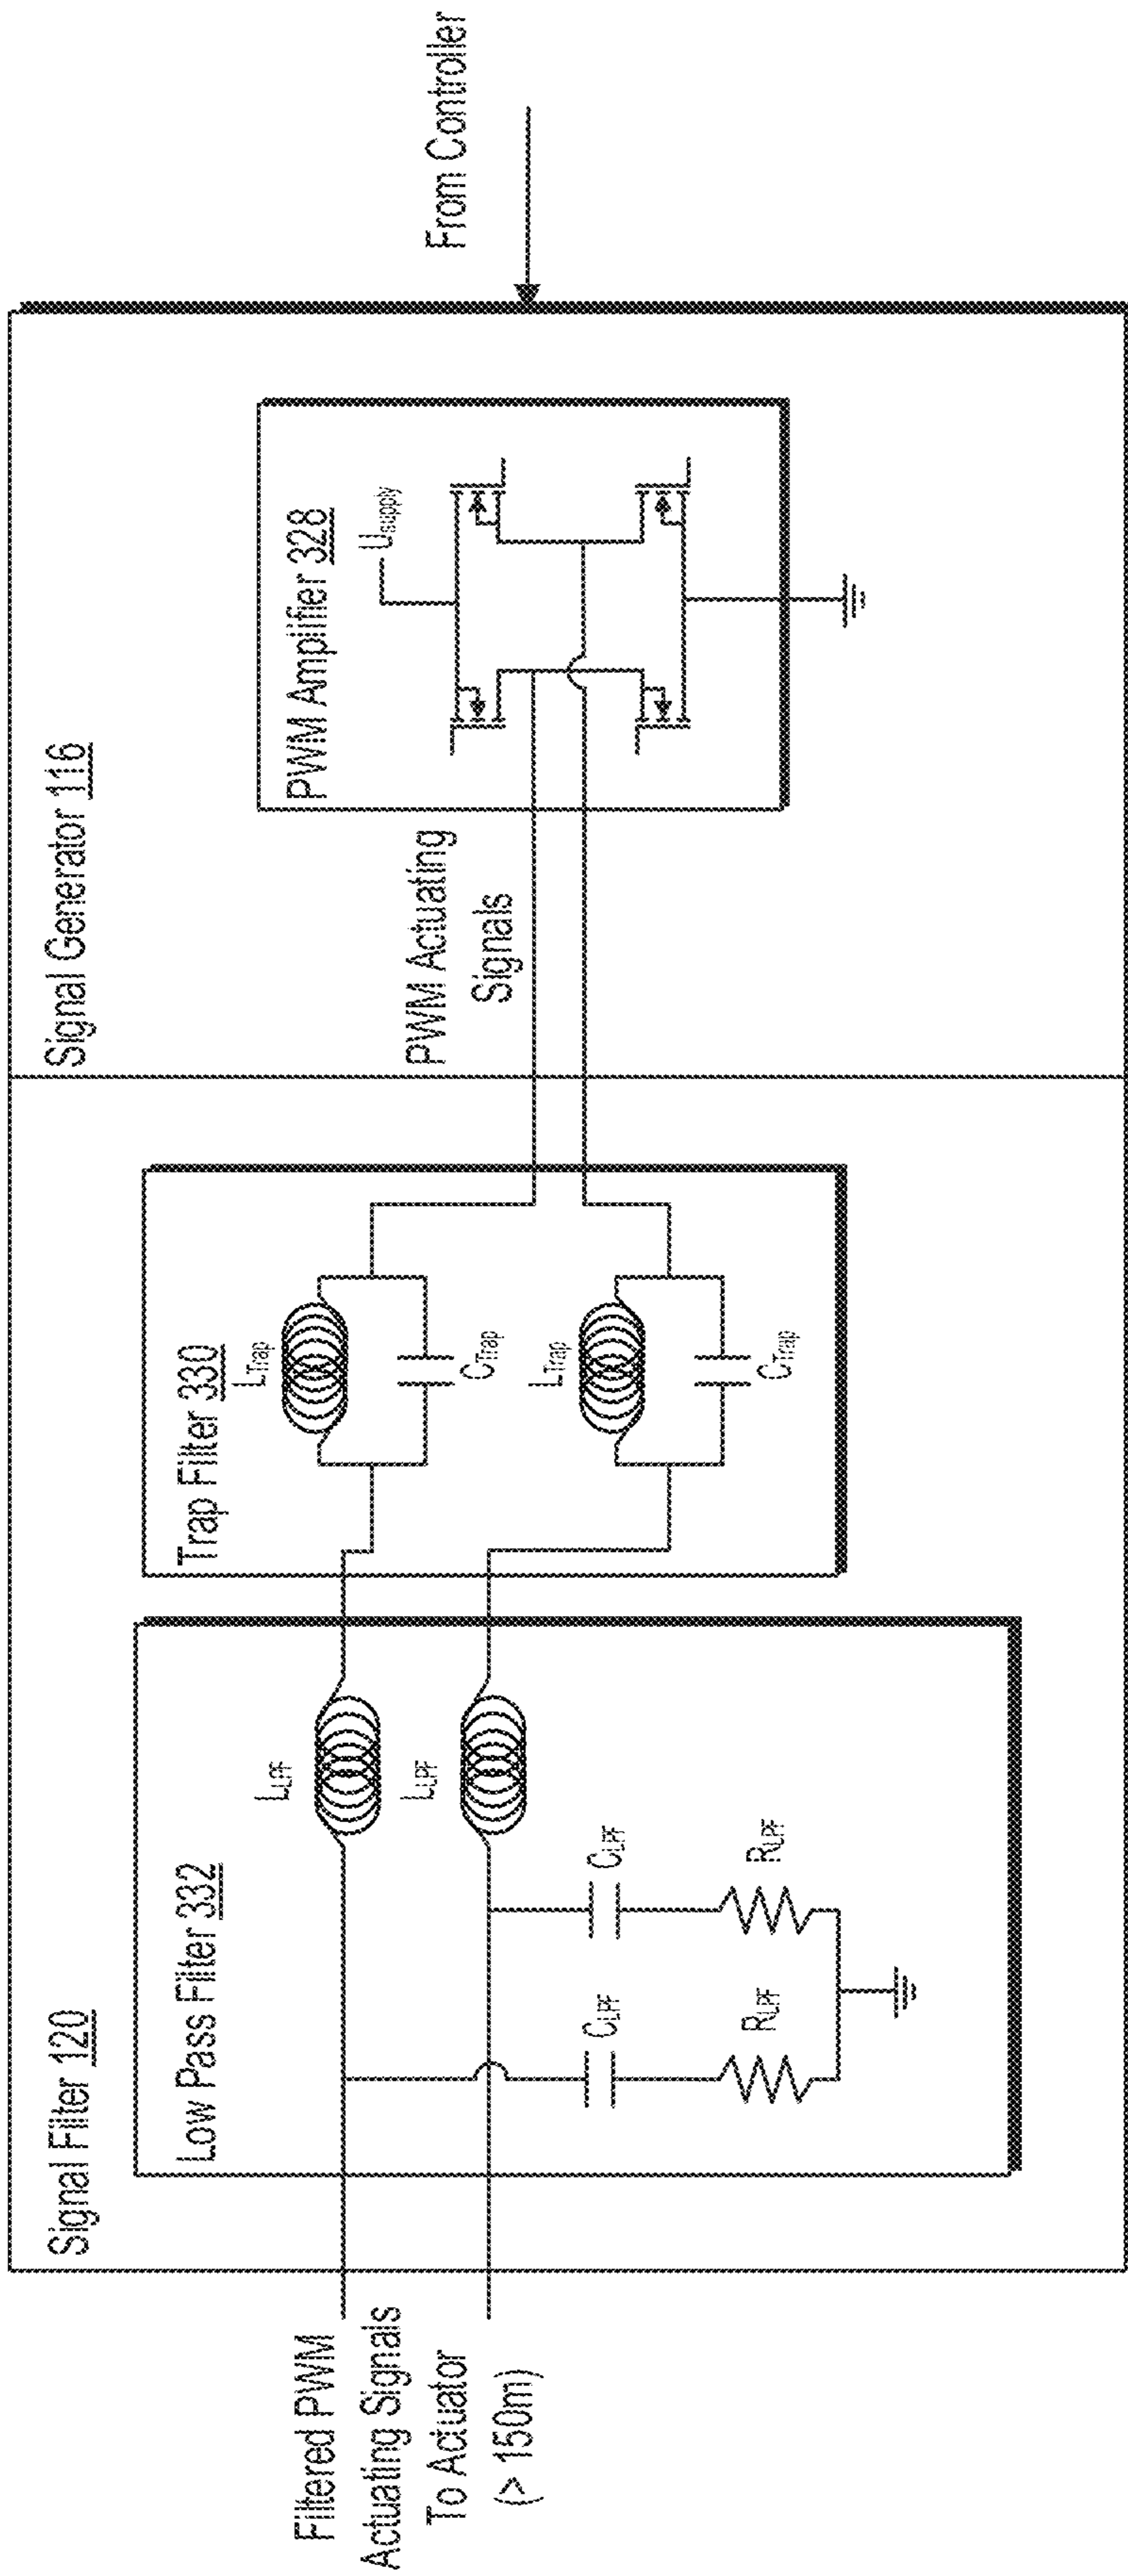 Signal Filter 120
Signal Generator 116
Low Pass Filter 332
Trap Filter 330
PWM Amplifier 328
Filtered PWM
Actuating Signals
To Actuator
(> 150m)
LLPF
LLPF
CLPF
CLPF
RLPF
RLPF
LTrap
CTrap
LTrap
CTrap
PWM Actuating
Signals
Usupply
From Controller